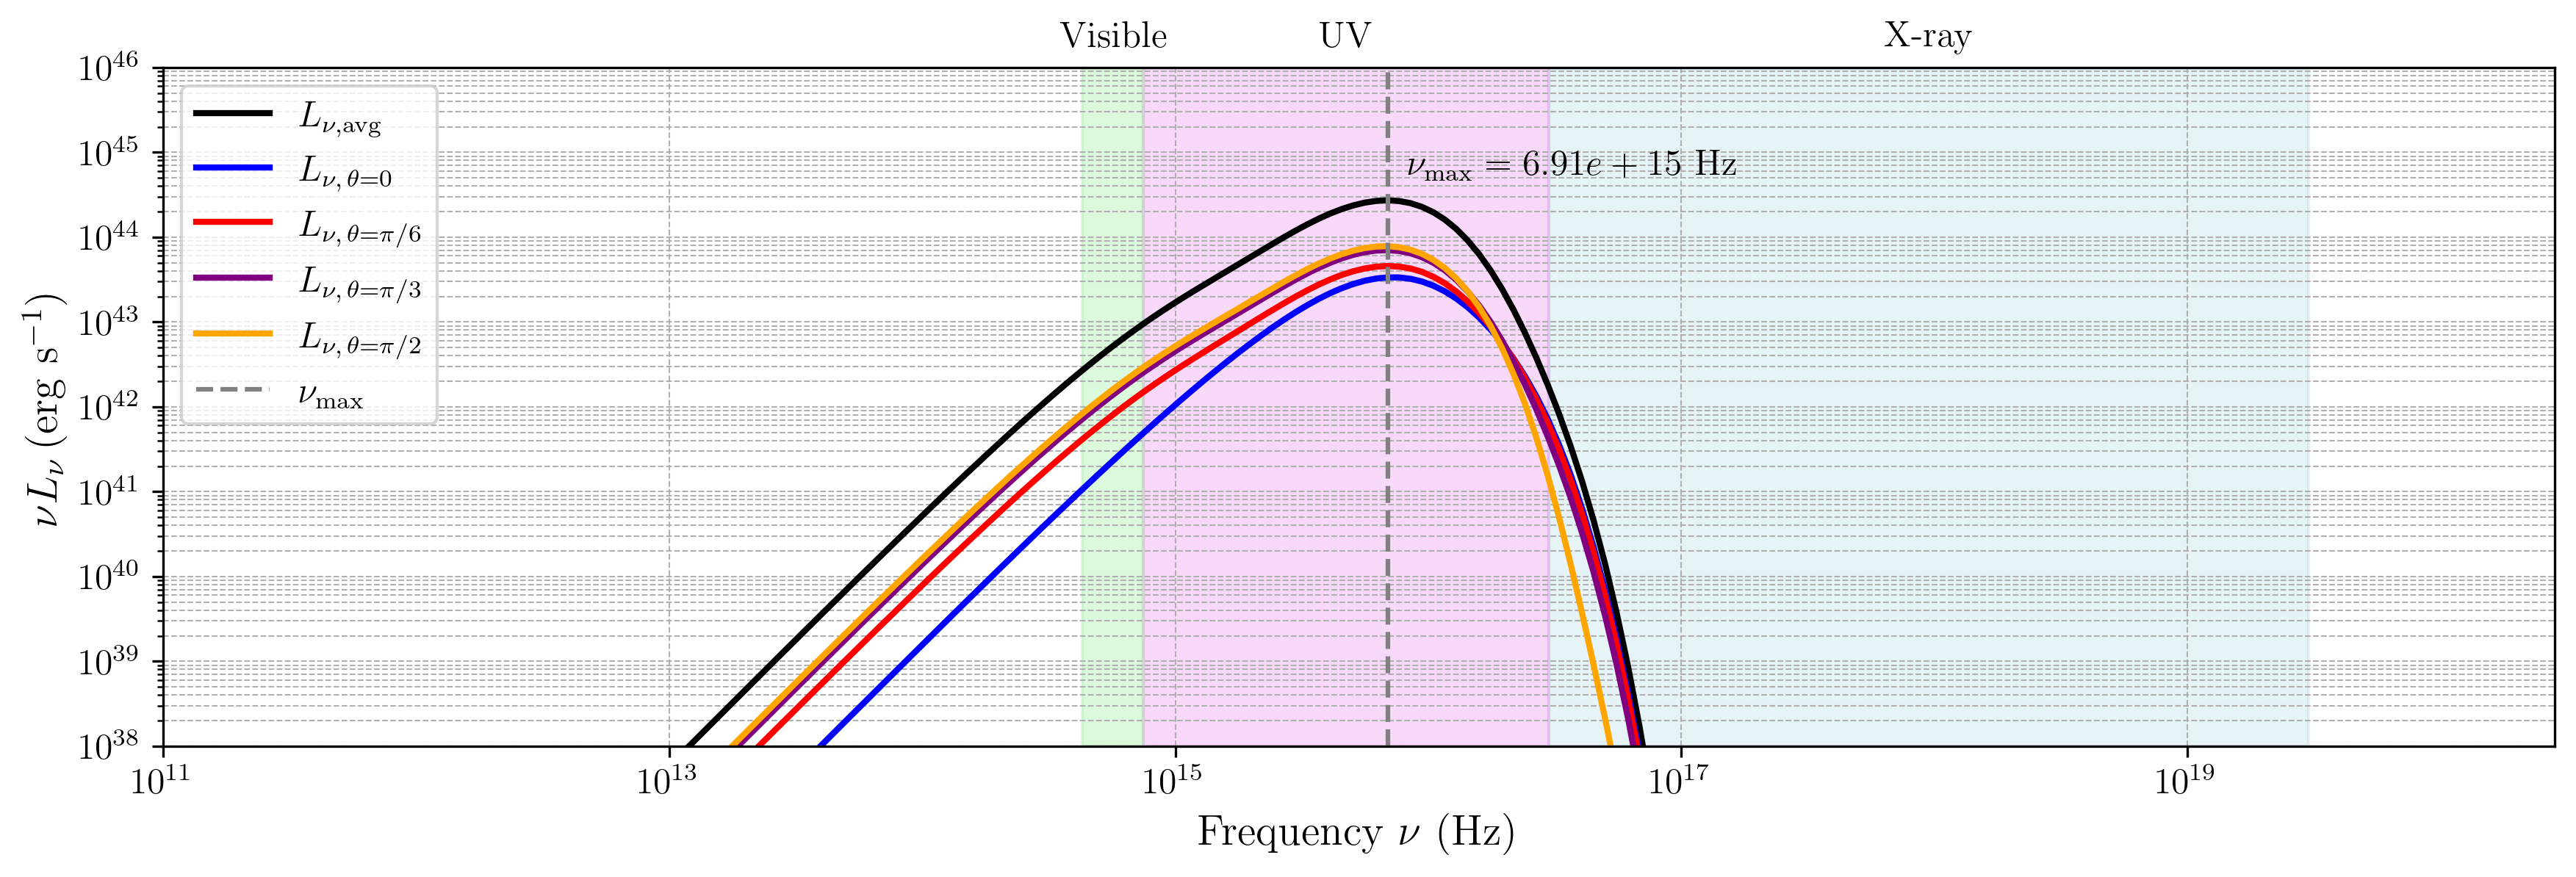 Visible UV X-ray
10^46
10^45
10^44
10^43
10^42
10^41
10^40
10^39
10^38
νL_ν (erg s^−1)
L_ν,avg
L_ν, θ=0
L_ν, θ=π/6
L_ν, θ=π/3
L_ν, θ=π/2
ν_max
ν_max = 6.91e + 15 Hz
10^11 10^13 10^15 10^17 10^19
Frequency ν (Hz)